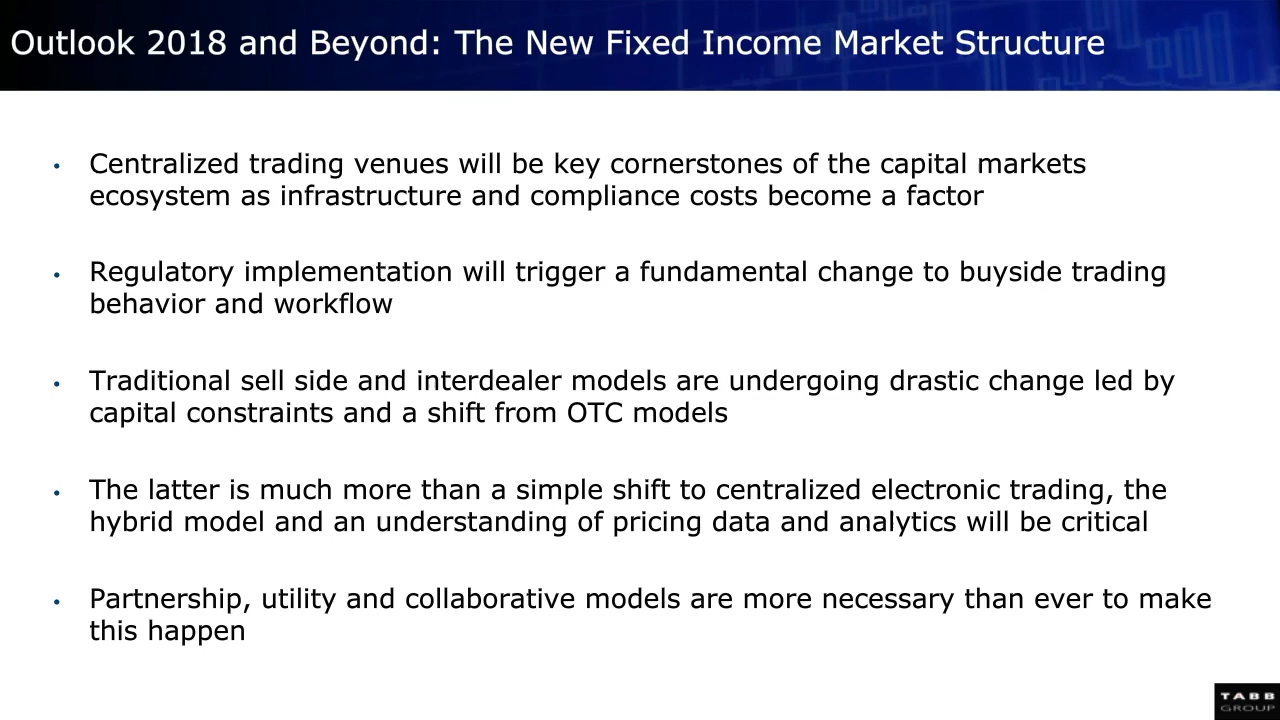 Outlook 2018 and Beyond: The New Fixed Income Market Structure
• Centralized trading venues will be key cornerstones of the capital markets
ecosystem as infrastructure and compliance costs become a factor
• Regulatory implementation will trigger a fundamental change to buyside trading
behavior and workflow
• Traditional sell side and interdealer models are undergoing drastic change led by
capital constraints and a shift from OTC models
• The latter is much more than a simple shift to centralized electronic trading, the
hybrid model and an understanding of pricing data and analytics will be critical
• Partnership, utility and collaborative models are more necessary than ever to make
this happen
TABB
GROUP